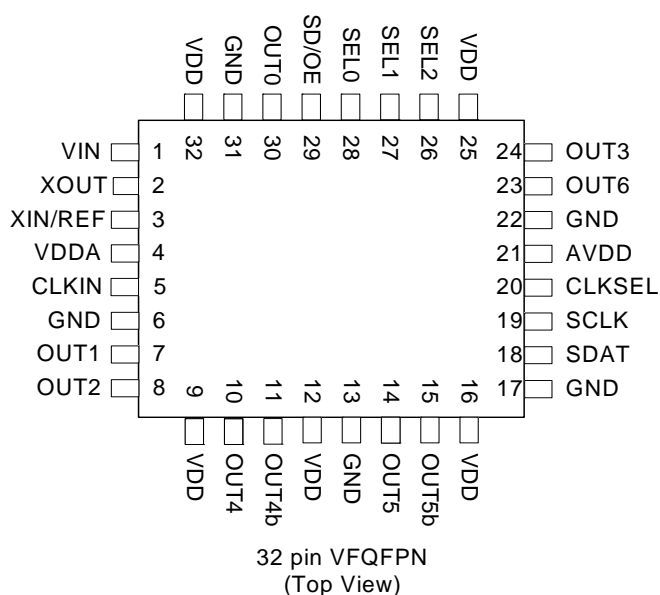 VDD
GND
OUT0
SD/OE
SEL0
SEL1
SEL2
VDD
32
31
30
29
28
27
26
25
VIN 1
XOUT 2
XIN/REF 3
VDDA 4
CLKIN 5
GND 6
OUT1 7
OUT2 8
24 OUT3
23 OUT6
22 GND
21 AVDD
20 CLKSEL
19 SCLK
18 SDAT
17 GND
9
10
11
12
13
14
15
16
VDD
OUT4
OUT4b
VDD
GND
OUT5
OUT5b
VDD
32 pin VFQFPN
(Top View)